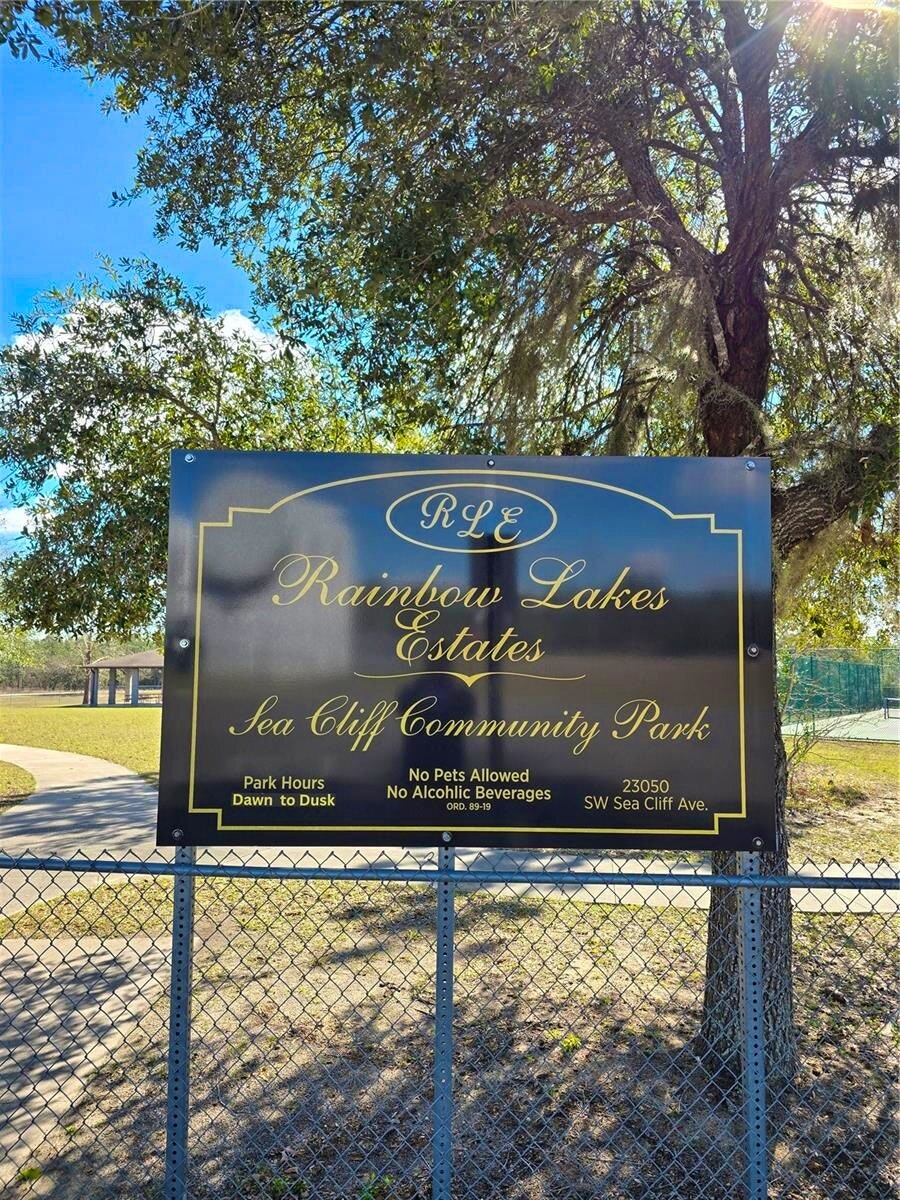 RLE
Rainbow Lakes
Estates
Sea Cliff Community Park
Park Hours
Dawn to Dusk
No Pets Allowed
No Alcohlic Beverages
ORD. 89-19
23050
SW Sea Cliff Ave.